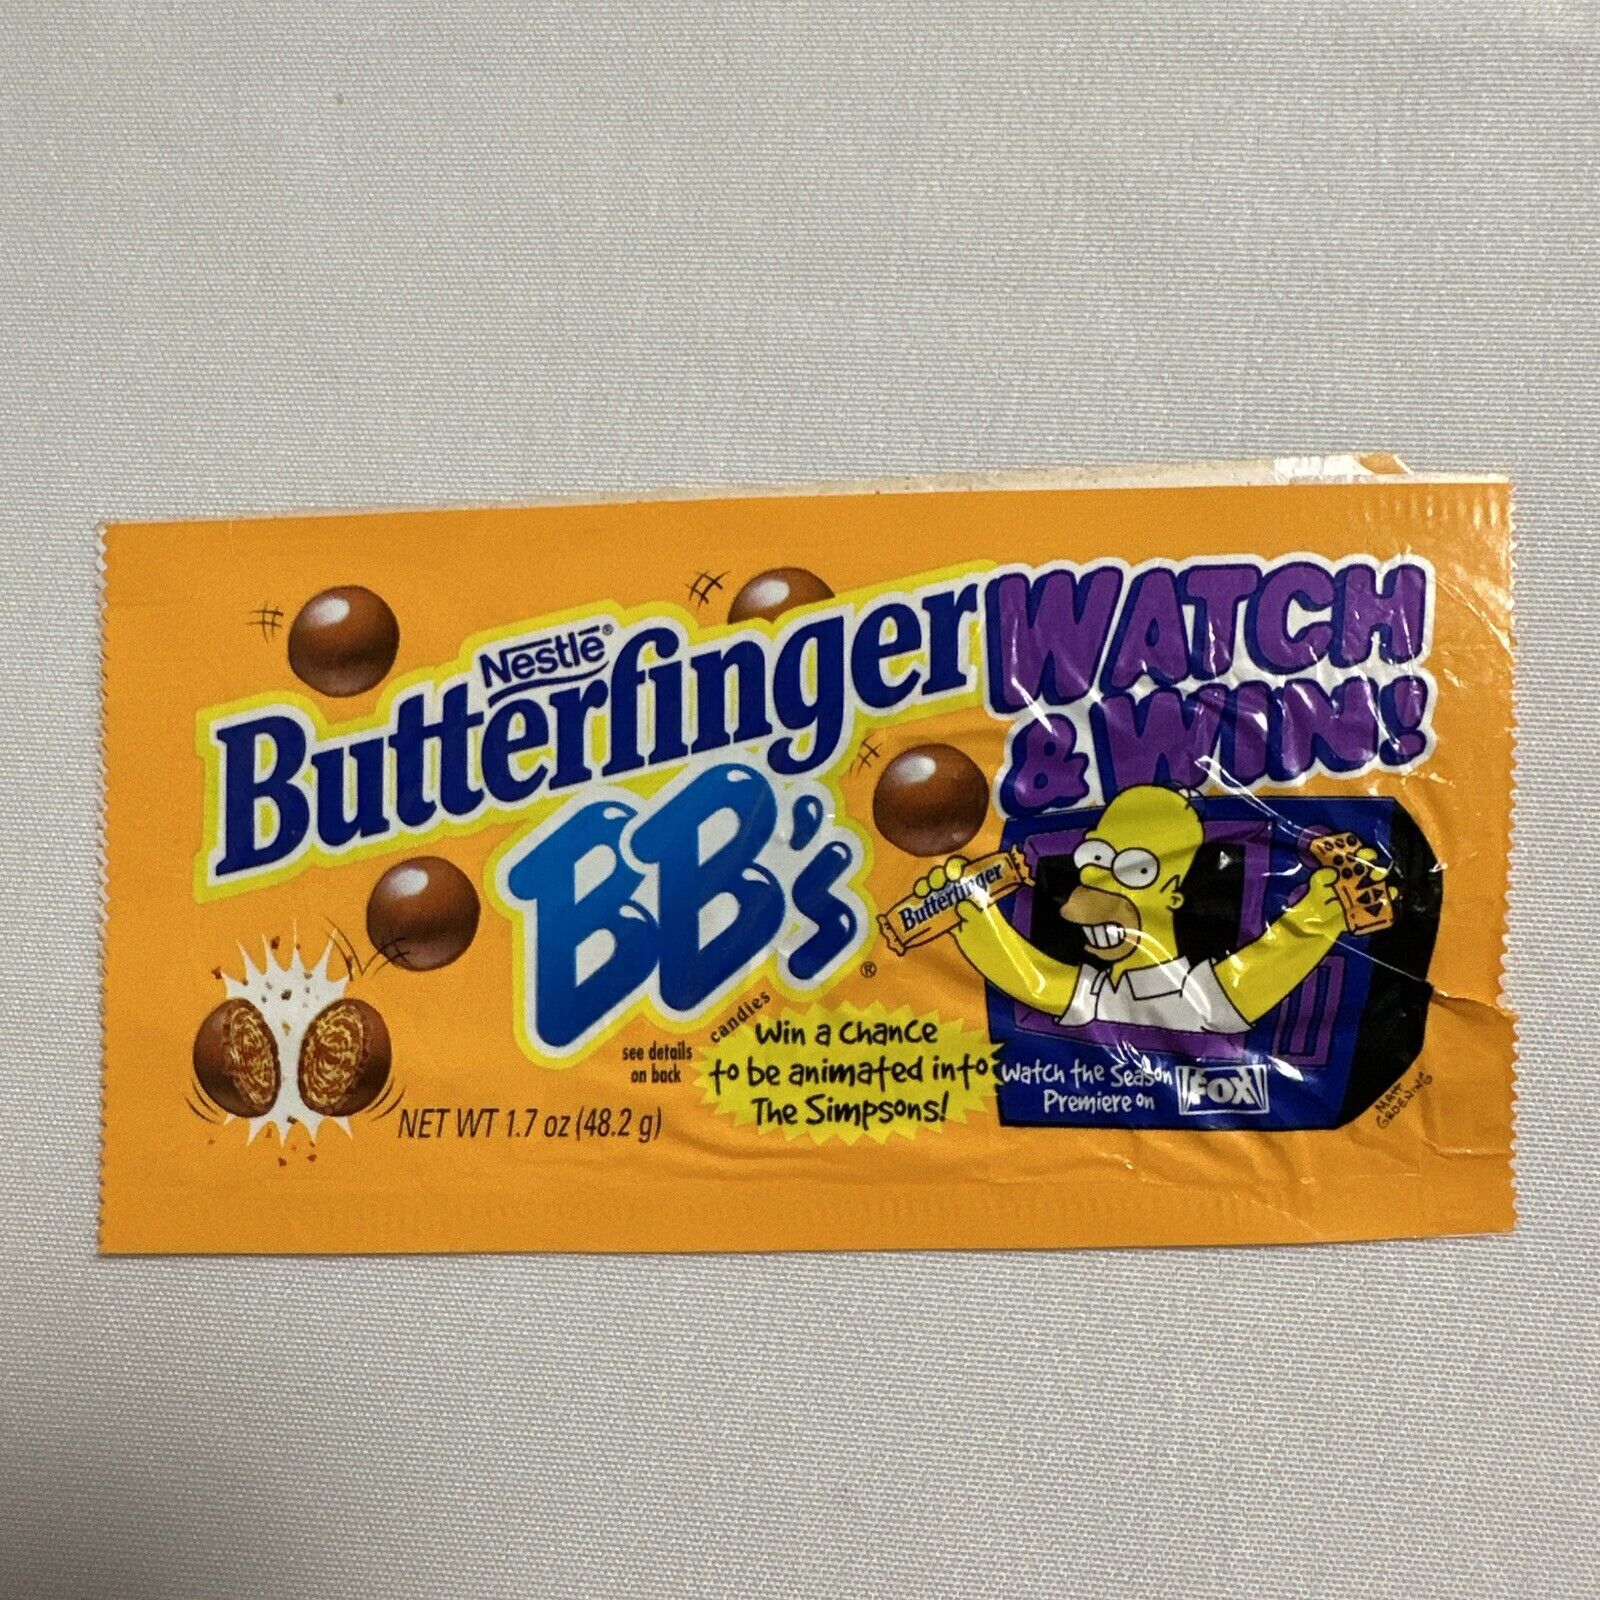 Nestlé®
Butterfinger
BB's®
candies
WATCH
& WIN!
Butterfinger
see details
on back
NET WT 1.7 oz (48.2 g)
Win a Chance
to be animated into
The Simpsons!
Watch the Season
Premiere on FOX
MATT
GROENING